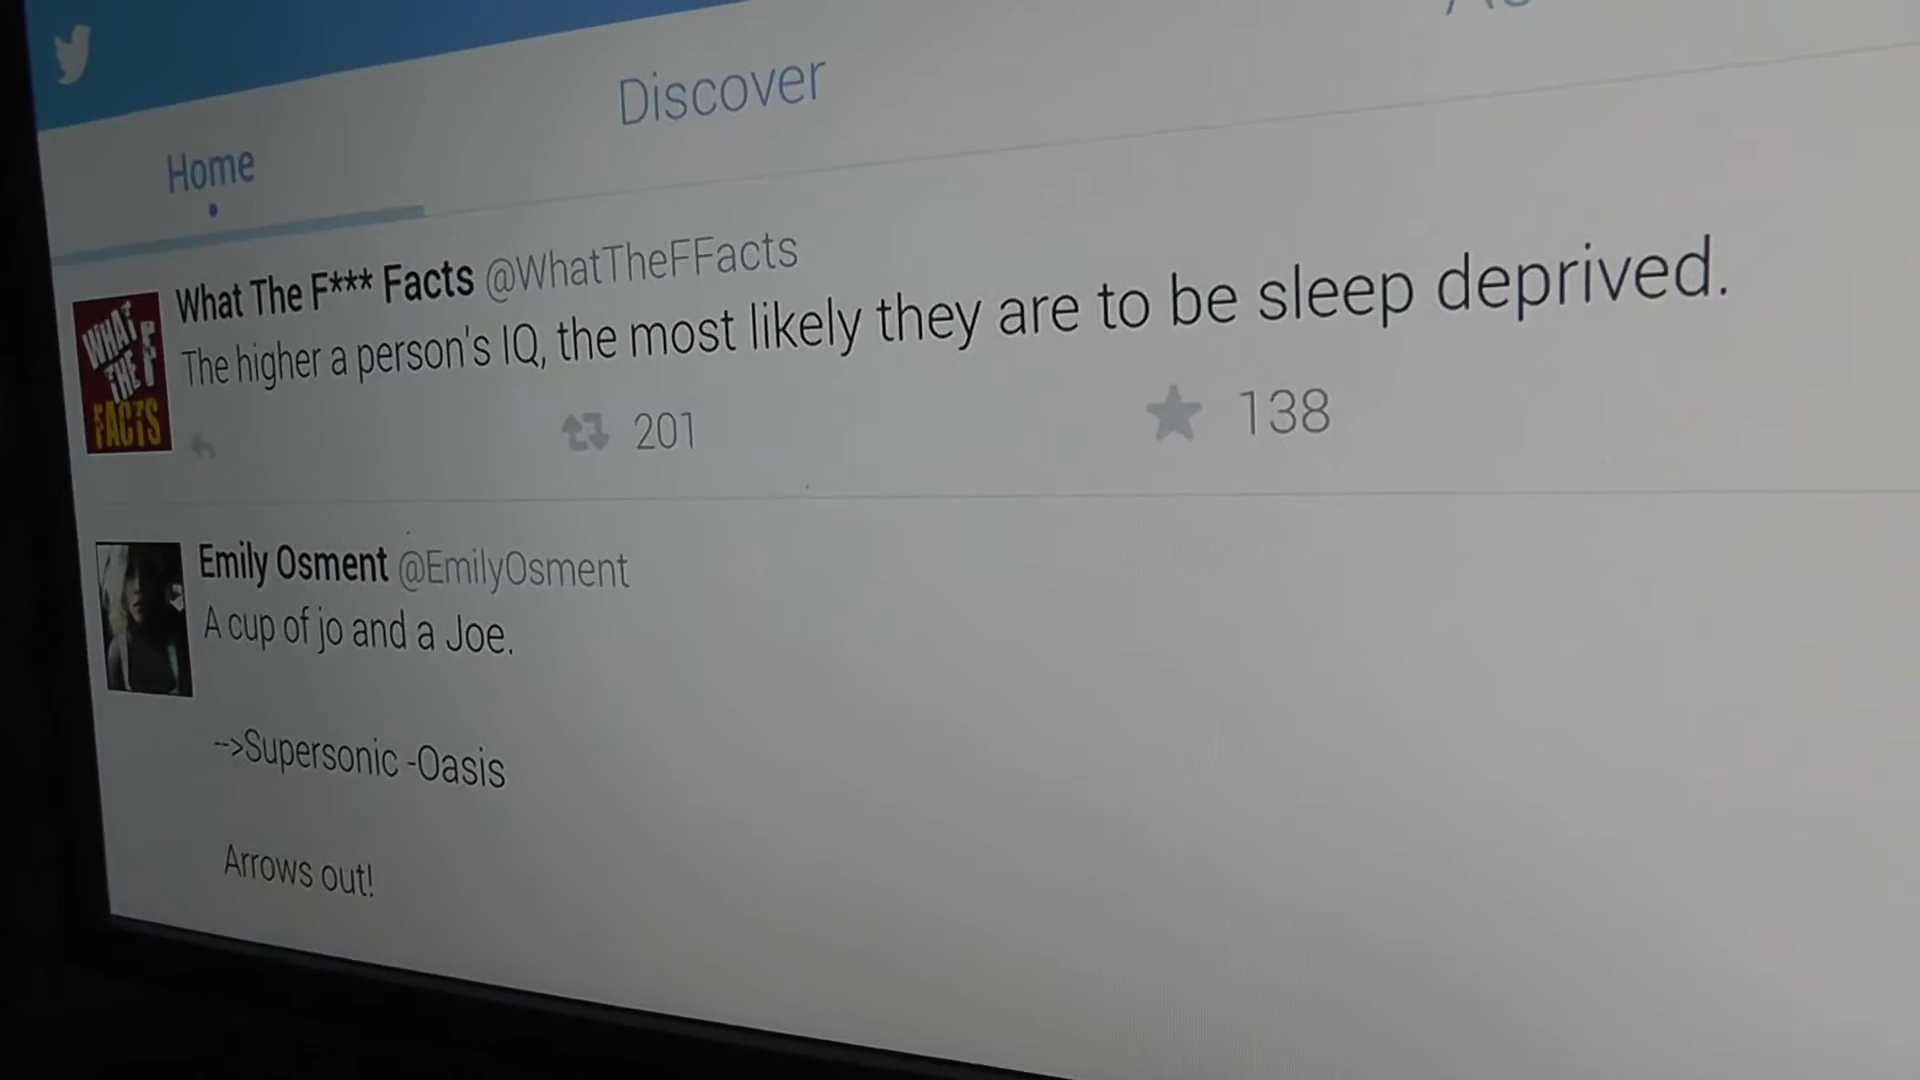 Discover
Home
What The F*** Facts @WhatTheFFacts
The higher a person's IQ, the most likely they are to be sleep deprived.
201 138
WHAT
THE F
FACTS
Emily Osment @EmilyOsment
A cup of jo and a Joe.
-->Supersonic -Oasis
Arrows out!